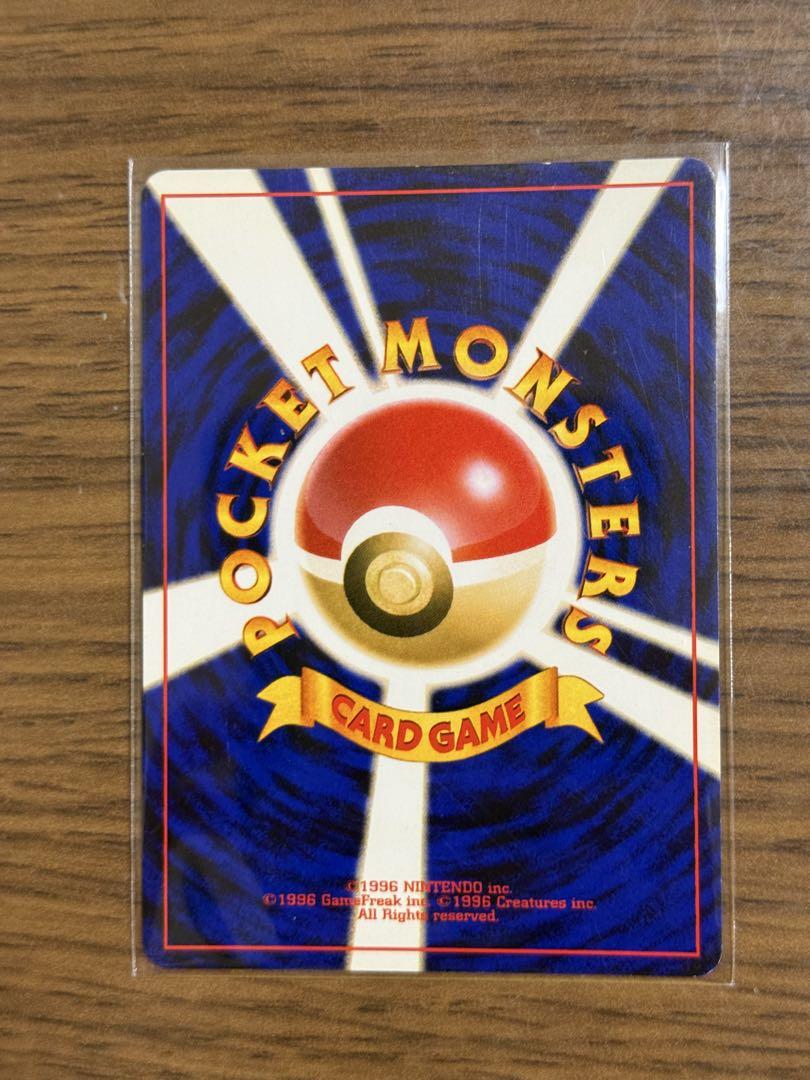 POCKET MONSTERS
CARD GAME
©1996 NINTENDO inc.
©1996 GameFreak inc. ©1996 Creatures inc.
All Rights reserved.